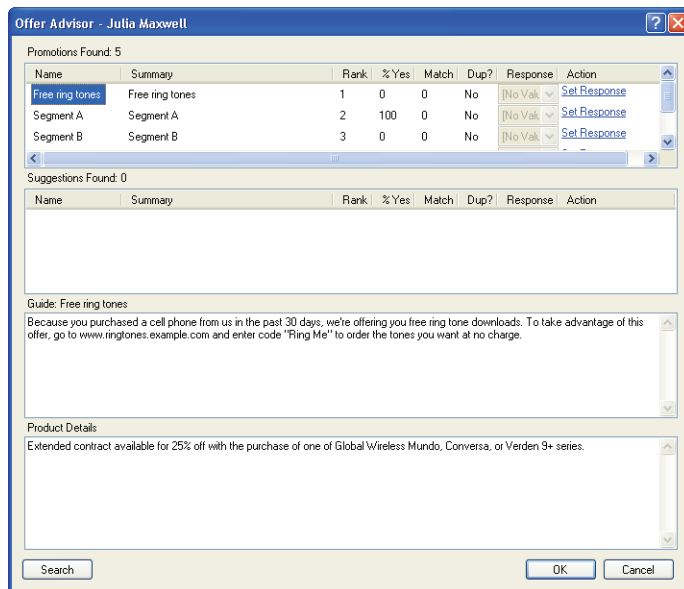 Offer Advisor - Julia Maxwell
Promotions Found: 5
Name Summary Rank % Yes Match Dup? Response Action
Free ring tones Free ring tones 1 0 0 No [No Valu Set Response
Segment A Segment A 2 100 0 No [No Valu Set Response
Segment B Segment B 3 0 0 No [No Valu Set Response
Suggestions Found: 0
Name Summary Rank % Yes Match Dup? Response Action
Guide: Free ring tones
Because you purchased a cell phone from us in the past 30 days, we're offering you free ring tone downloads. To take advantage of this
offer, go to www.ringtones.example.com and enter code "Ring Me" to order the tones you want at no charge.
Product Details
Extended contract available for 25% off with the purchase of one of Global Wireless Mundo, Conversa, or Verden 9+ series.
Search OK Cancel